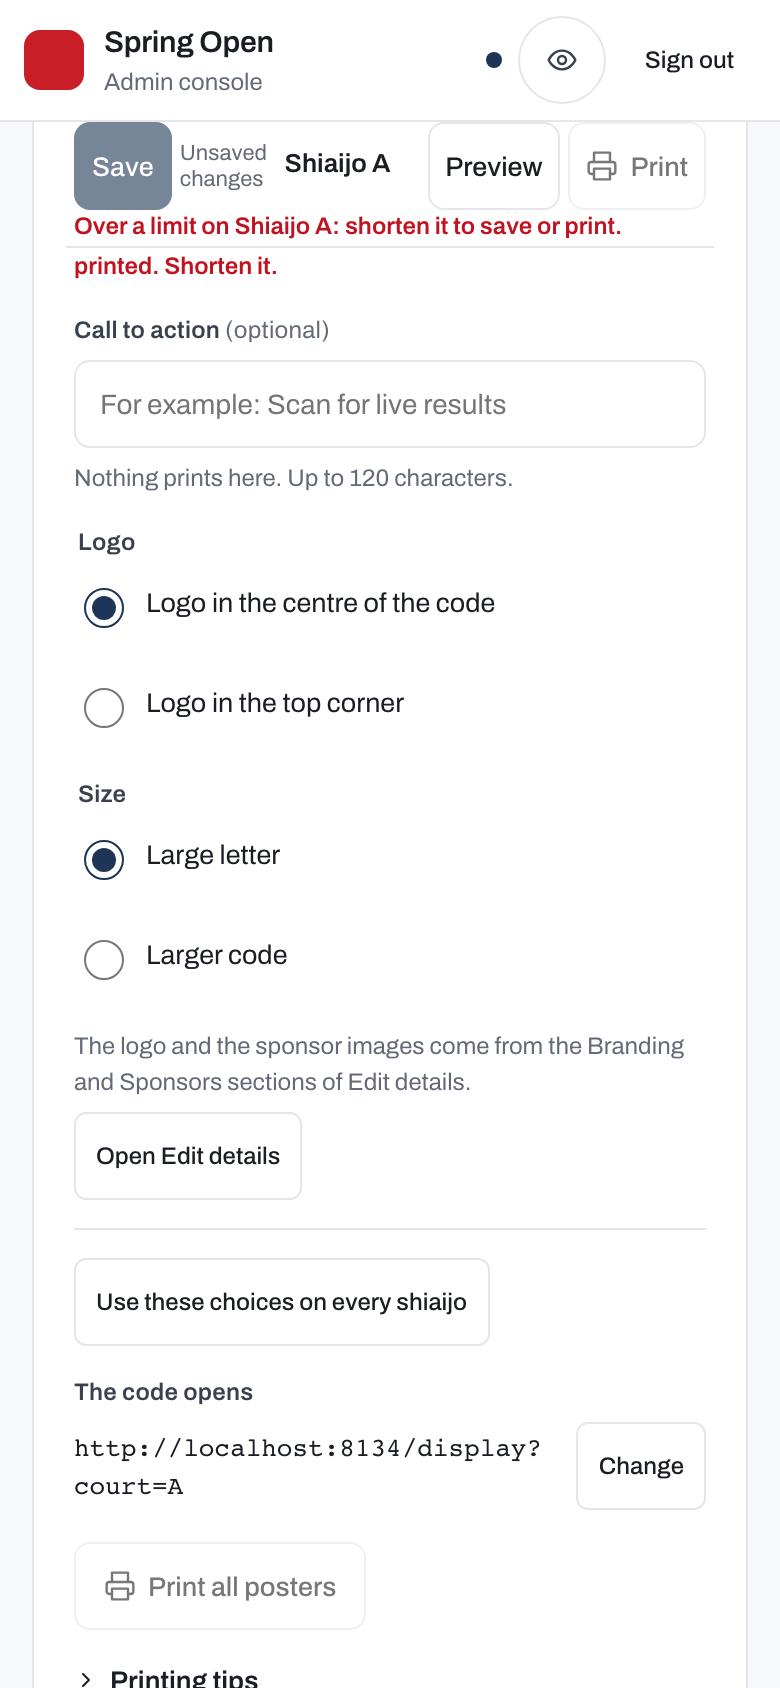 Spring Open
Admin console
Sign out
Save
Unsaved
changes
Shiaijo A
Preview
Print
Over a limit on Shiaijo A: shorten it to save or print.
printed. Shorten it.
Call to action (optional)
For example: Scan for live results
Nothing prints here. Up to 120 characters.
Logo
Logo in the centre of the code
Logo in the top corner
Size
Large letter
Larger code
The logo and the sponsor images come from the Branding
and Sponsors sections of Edit details.
Open Edit details
Use these choices on every shiaijo
The code opens
http://localhost:8134/display?
court=A
Change
Print all posters
Printing tips